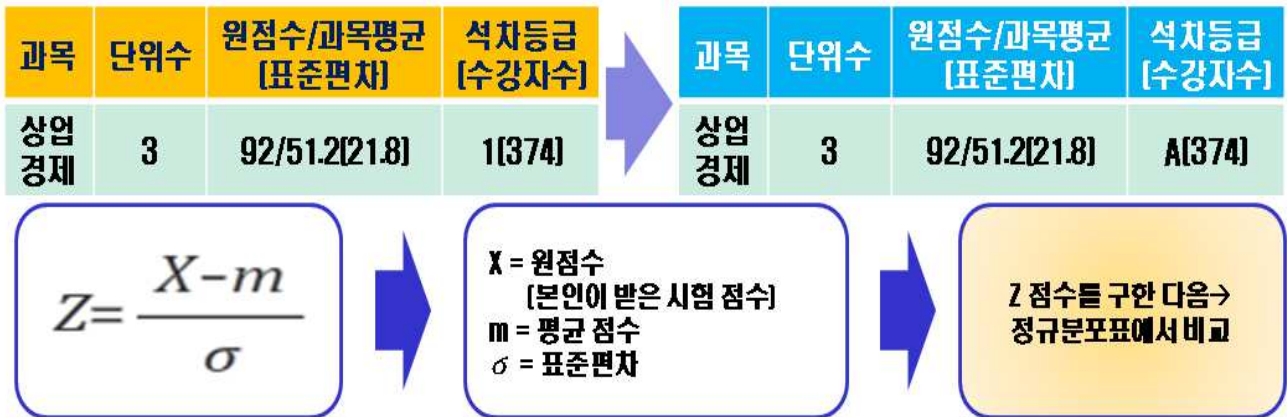 과목 단위수 원점수/과목평균 (표준편차) 석차등급 (수강자수)
상업 경제 3 92/51.2(21.8) 1(374)
과목 단위수 원점수/과목평균 (표준편차) 석차등급 (수강자수)
상업 경제 3 92/51.2(21.8) A(374)
Z= X-m / σ
X = 원점수
(본인이 받은 시험 점수)
m = 평균 점수
σ = 표준편차
Z 점수를 구한 다음→
정규분포표에서 비교